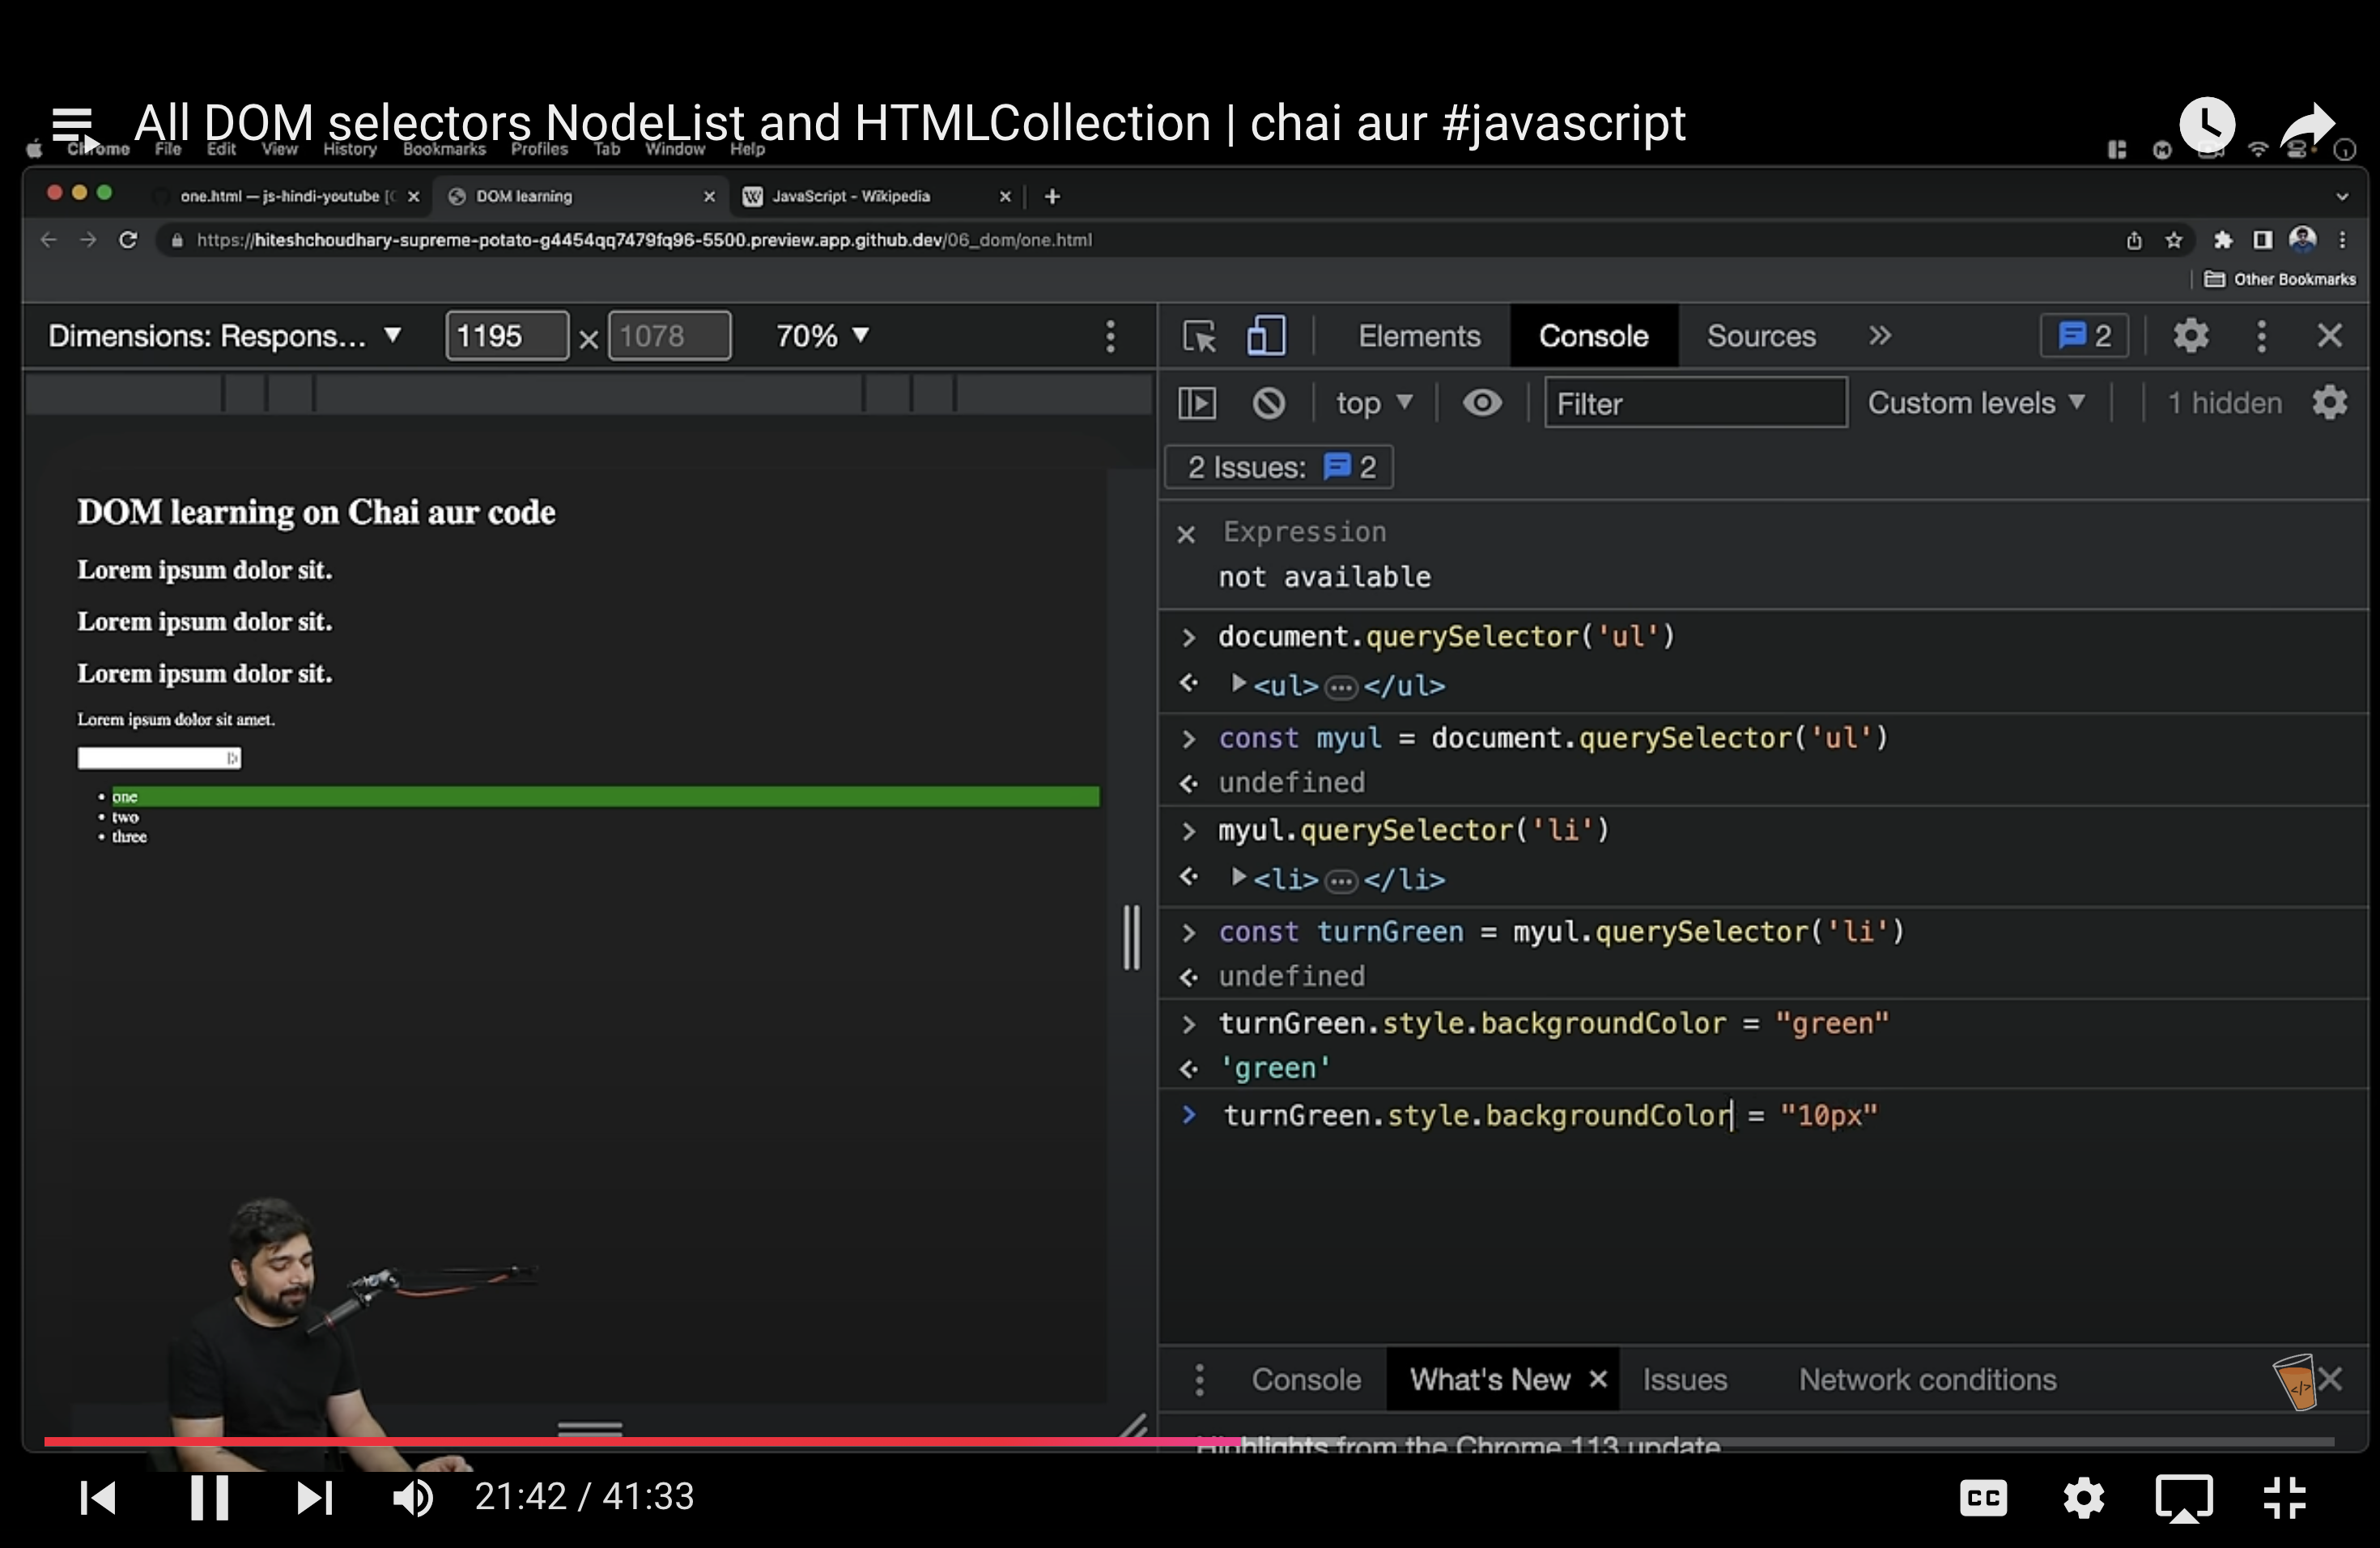 All DOM selectors NodeList and HTMLCollection | chai aur #javascript
Chrome File Edit View History Bookmarks Profiles Tab Window Help
one.html — js-hindi-youtube [
DOM learning
JavaScript - Wikipedia
https://hiteshchoudhary-supreme-potato-g4454qq7479fq96-5500.preview.app.github.dev/06_dom/one.html
Other Bookmarks
Dimensions: Respons... ▼ 1195 × 1078 70% ▼
Elements Console Sources » 2
top ▼ Filter Custom levels ▼ 1 hidden
2 Issues: 2
DOM learning on Chai aur code
Lorem ipsum dolor sit.
Lorem ipsum dolor sit.
Lorem ipsum dolor sit.
Lorem ipsum dolor sit amet.
• one
• two
• three
Expression
not available
> document.querySelector('ul')
<ul>…</ul>
> const myul = document.querySelector('ul')
undefined
> myul.querySelector('li')
<li>…</li>
> const turnGreen = myul.querySelector('li')
undefined
> turnGreen.style.backgroundColor = "green"
'green'
> turnGreen.style.backgroundColor = "10px"
Console What's New Issues Network conditions
</>
Highlights from the Chrome 113 update
21:42 / 41:33
CC